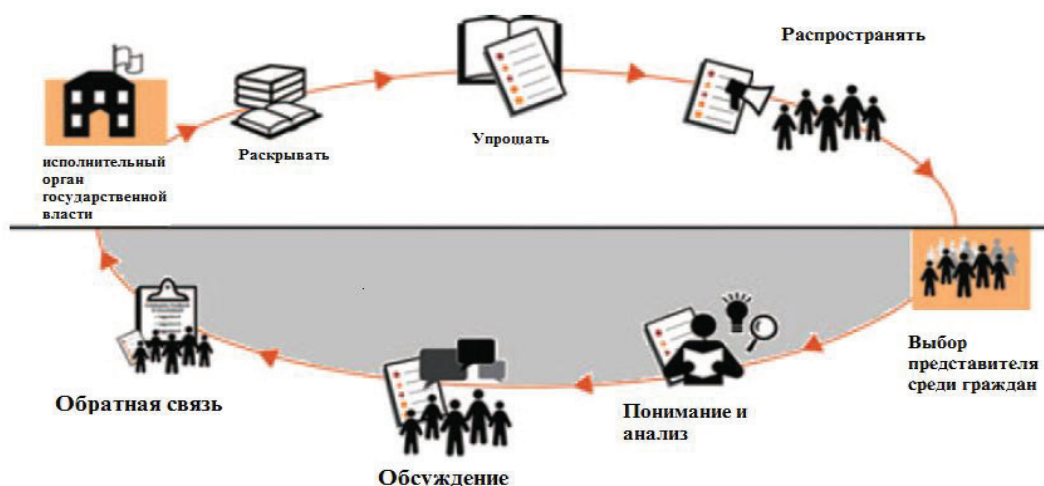 исполнительный
орган
государственной
власти
Раскрывать
Упрощать
Распространять
Выбор
представителя
среди граждан
Понимание и
анализ
Обсуждение
Обратная связь